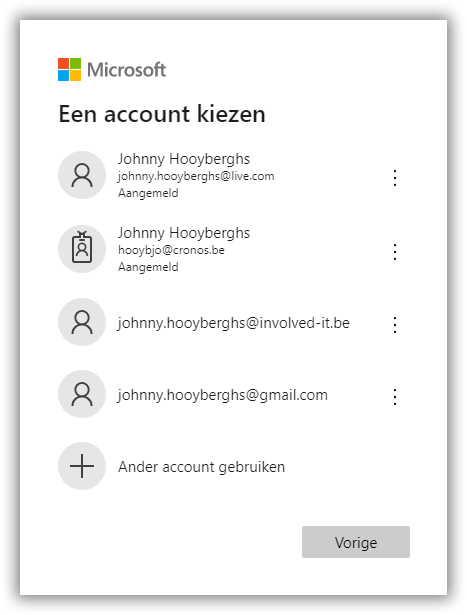 Microsoft
Een account kiezen
Johnny Hooyberghs
johnny.hooyberghs@live.com
Aangemeld
Johnny Hooyberghs
hooybjo@cronos.be
Aangemeld
johnny.hooyberghs@involved-it.be
johnny.hooyberghs@gmail.com
Ander account gebruiken
Vorige